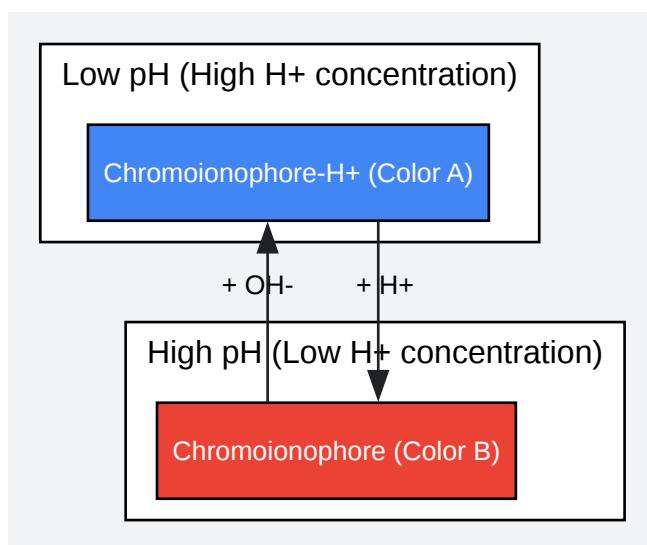 Low pH (High H+ concentration)
Chromoionophore-H+ (Color A)
+ OH-
+ H+
High pH (Low H+ concentration)
Chromoionophore (Color B)